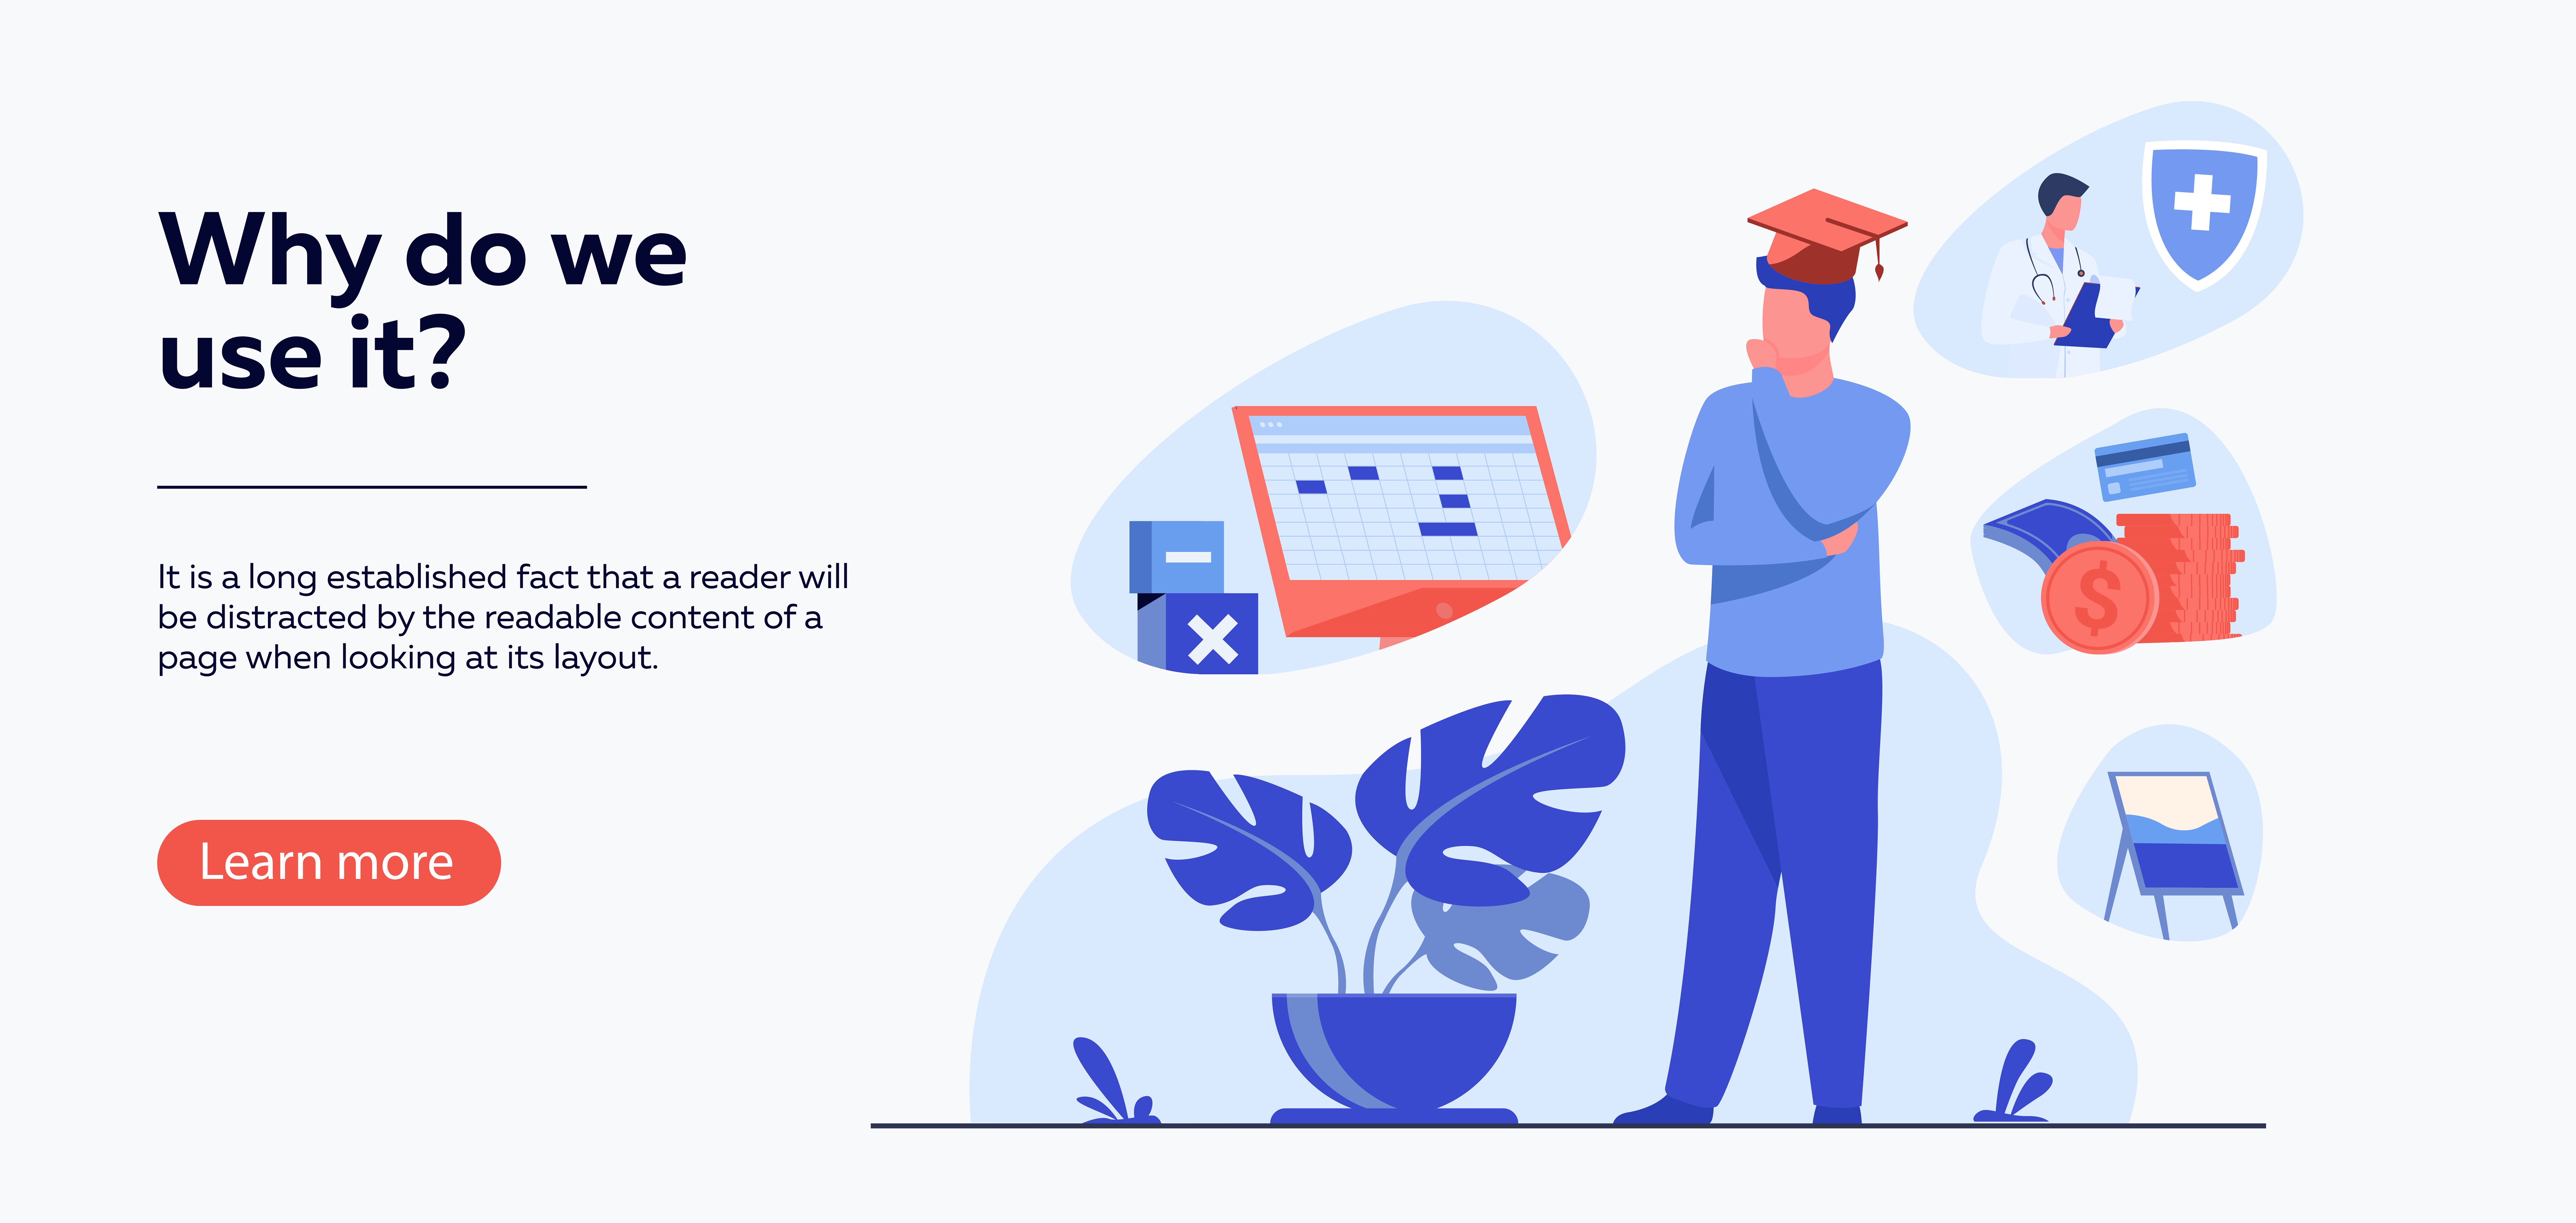 Why do we
use it?
It is a long established fact that a reader will
be distracted by the readable content of a
page when looking at its layout.
Learn more
$